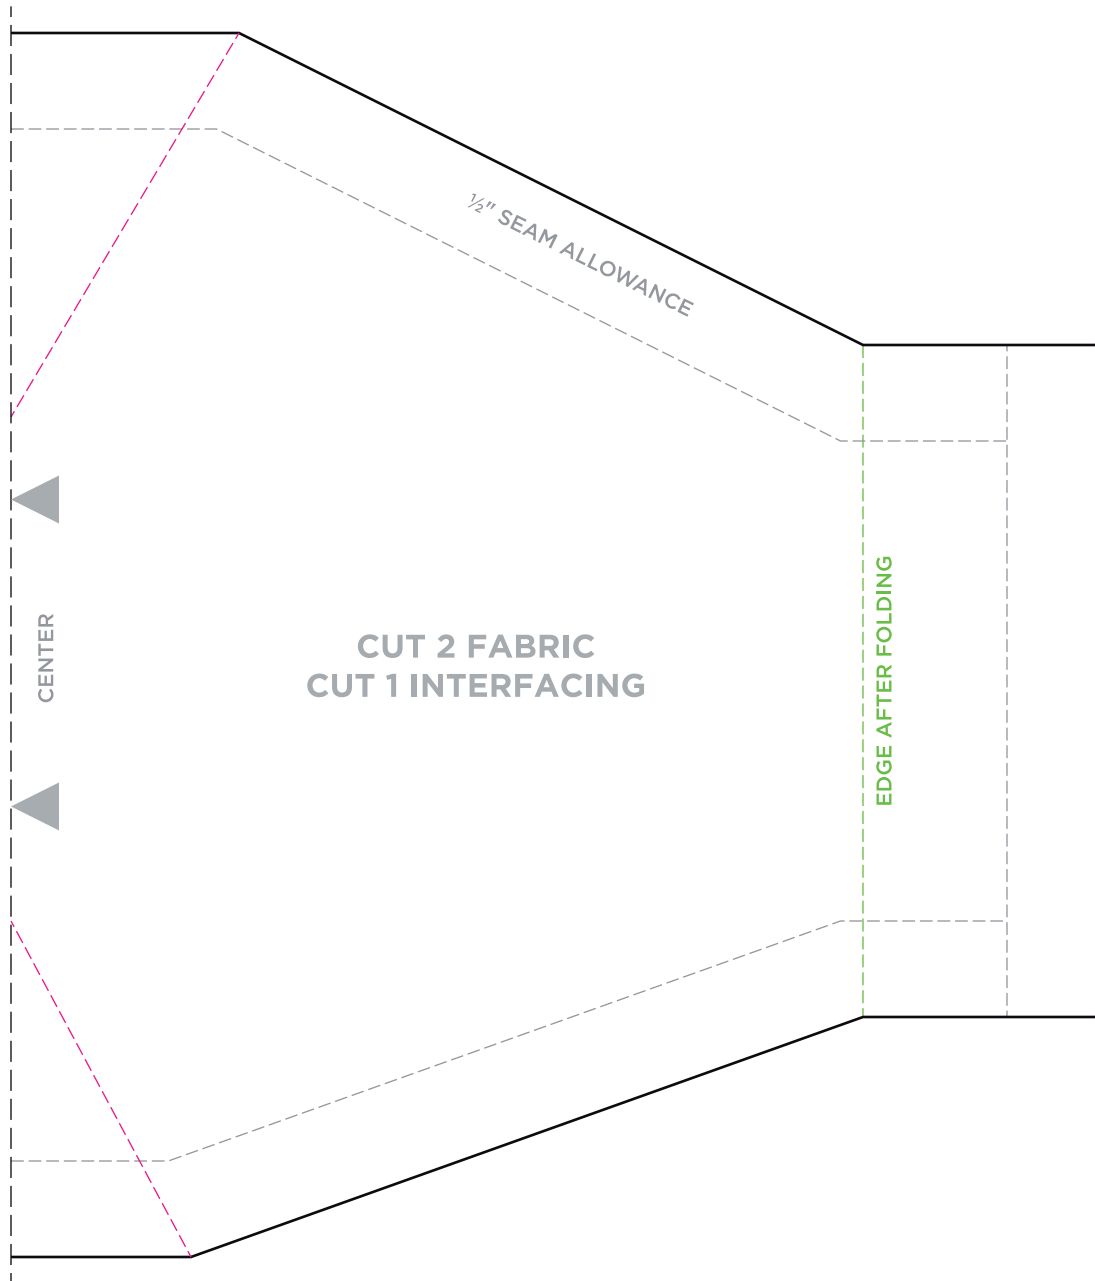 ½" SEAM ALLOWANCE
CENTER
CUT 2 FABRIC
CUT 1 INTERFACING
EDGE AFTER FOLDING